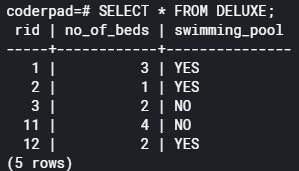 coderpad=# SELECT * FROM DELUXE;
 rid | no_of_beds | swimming_pool
-----+------------+---------------
   1 |          3 | YES
   2 |          1 | YES
   3 |          2 | NO
  11 |          4 | NO
  12 |          2 | YES
(5 rows)